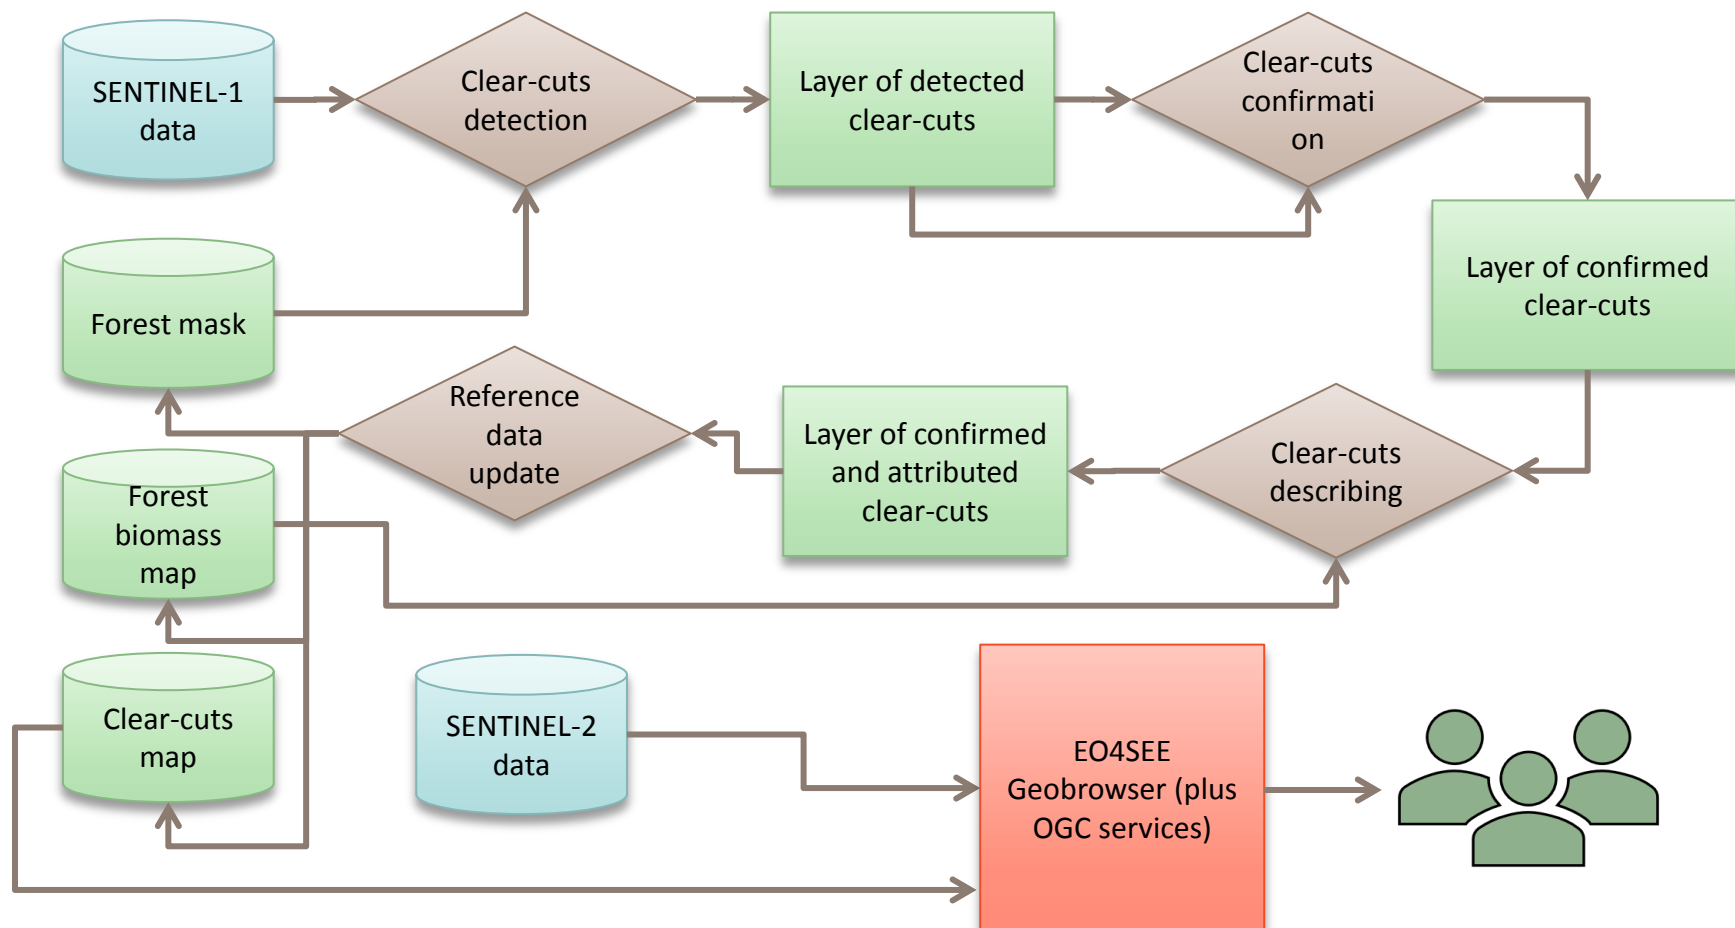 SENTINEL-1
data
Clear-cuts
detection
Layer of detected
clear-cuts
Clear-cuts
confirmati
on
Layer of confirmed
clear-cuts
Forest mask
Reference
data
update
Layer of confirmed
and attributed
clear-cuts
Clear-cuts
describing
Forest
biomass
map
Clear-cuts
map
SENTINEL-2
data
EO4SEE
Geobrowser (plus
OGC services)